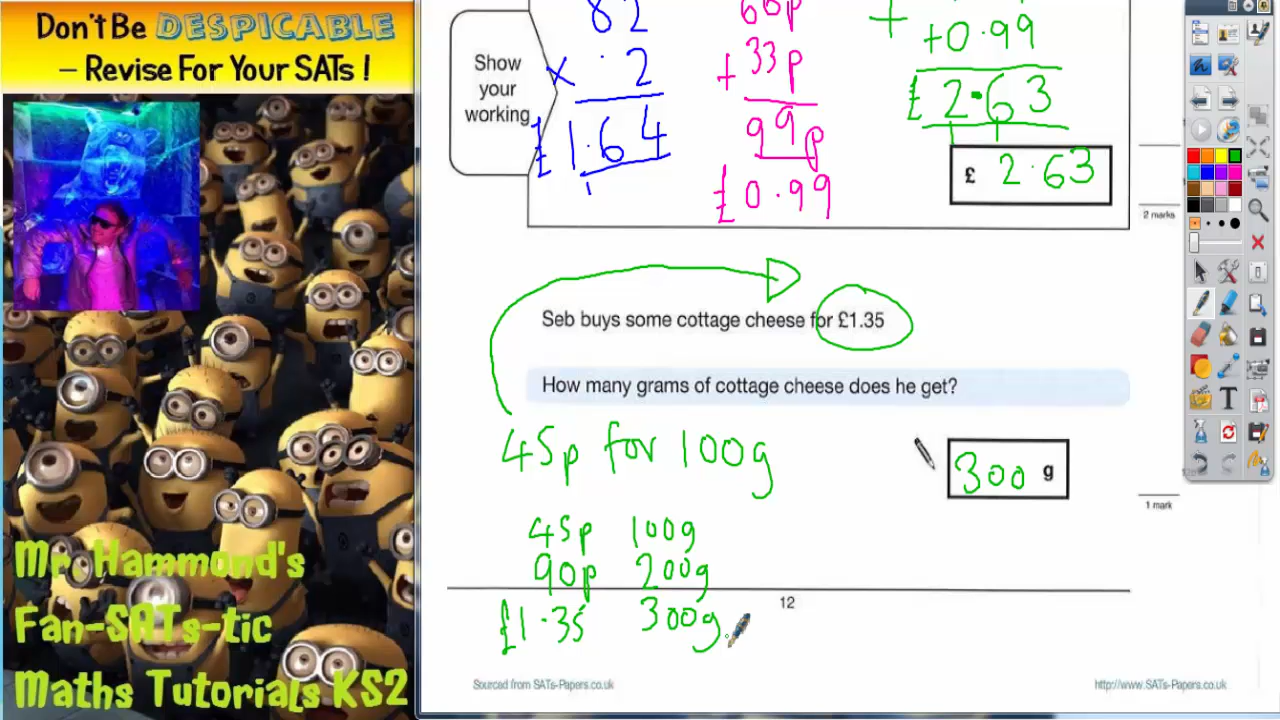 Don't Be DESPICABLE
– Revise For Your SATs !
Mr. Hammond's
Fan-SATs-tic
Maths Tutorials KS2
Show
your
working
82
× . 2
£1.64
1
66p
+ 33p
99p
£0.99
+
+0.99
£ 2.63
1 1
£ 2.63
2 marks
Seb buys some cottage cheese for £1.35
How many grams of cottage cheese does he get?
45p for 100g
300 g
1 mark
45p 100g
90p 200g
12
£1.35 300g.
Sourced from SATs-Papers.co.uk
http://www.SATs-Papers.co.uk